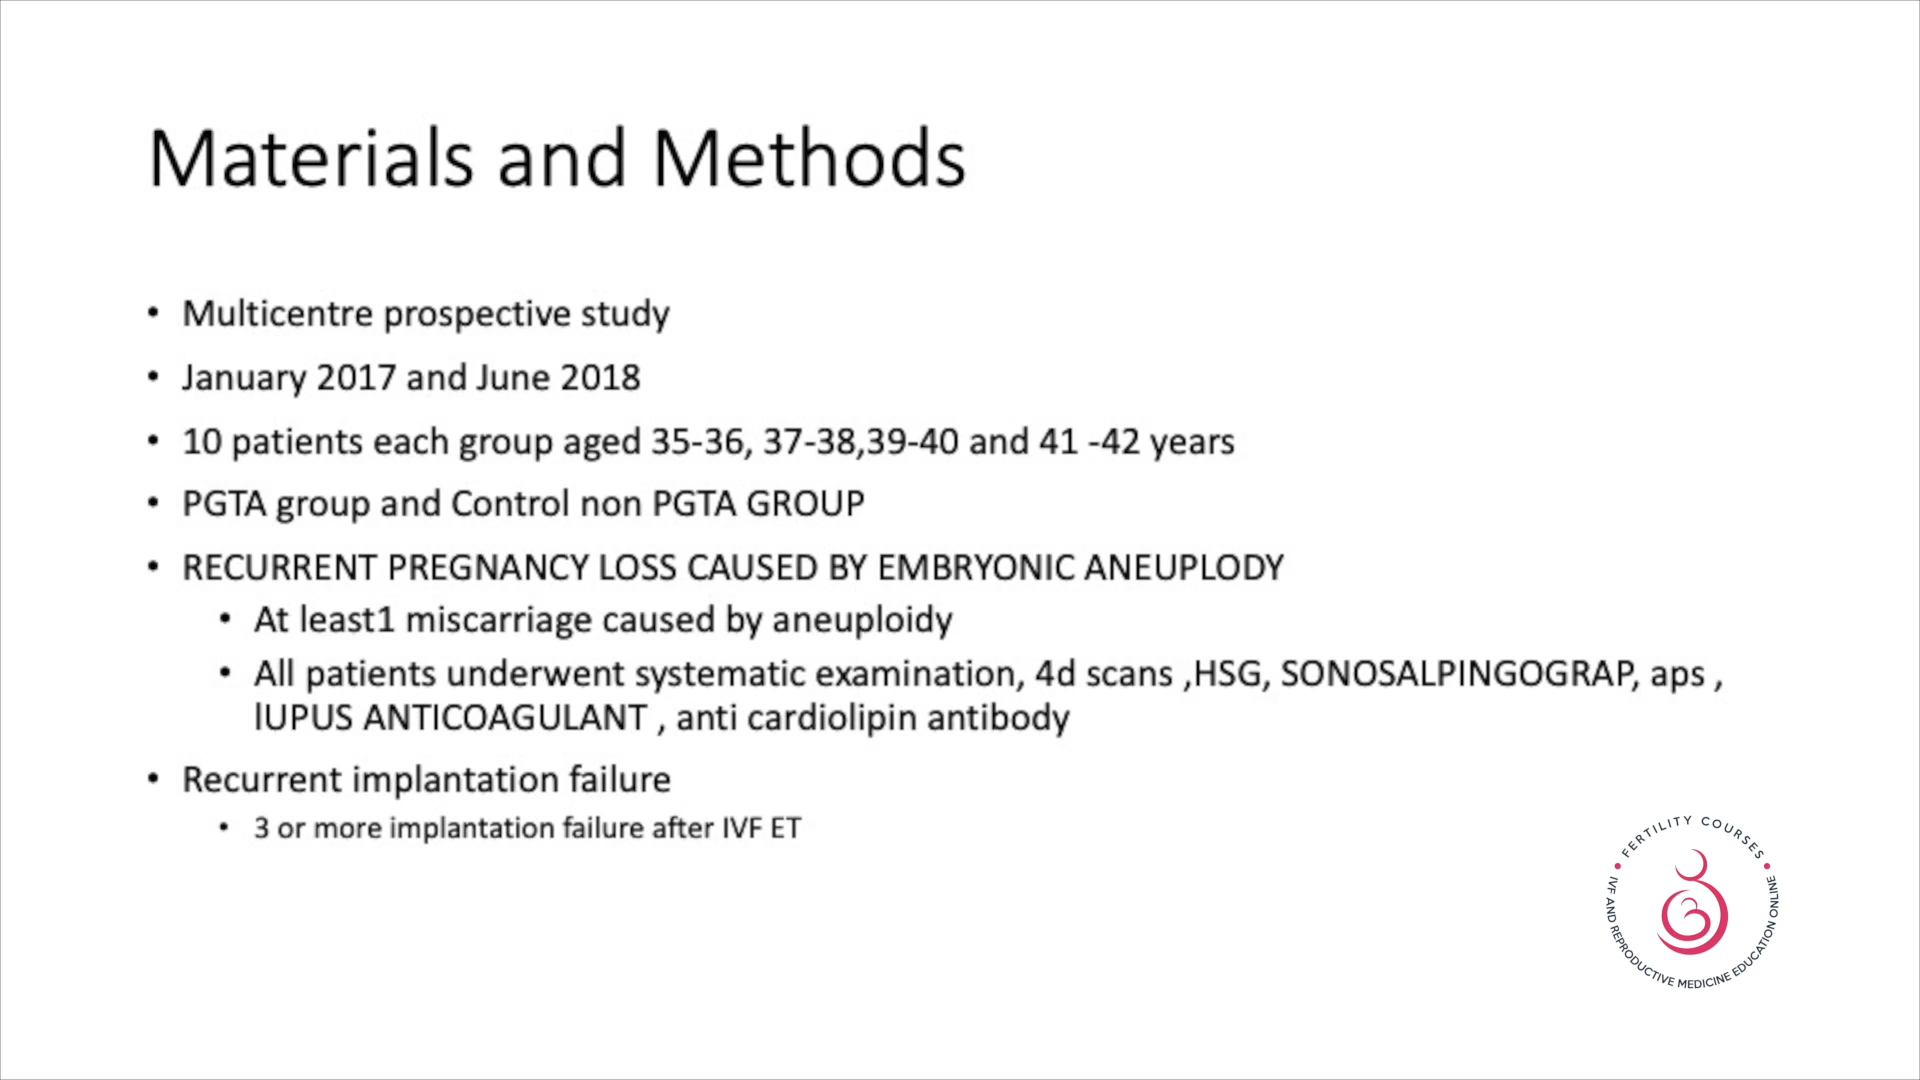 Materials and Methods
• Multicentre prospective study
• January 2017 and June 2018
• 10 patients each group aged 35-36, 37-38,39-40 and 41 -42 years
• PGTA group and Control non PGTA GROUP
• RECURRENT PREGNANCY LOSS CAUSED BY EMBRYONIC ANEUPLODY
• At least1 miscarriage caused by aneuploidy
• All patients underwent systematic examination, 4d scans ,HSG, SONOSALPINGOGRAP, aps ,
lUPUS ANTICOAGULANT , anti cardiolipin antibody
• Recurrent implantation failure
• 3 or more implantation failure after IVF ET
FERTILITY COURSES
IVF AND REPRODUCTIVE MEDICINE EDUCATION ONLINE